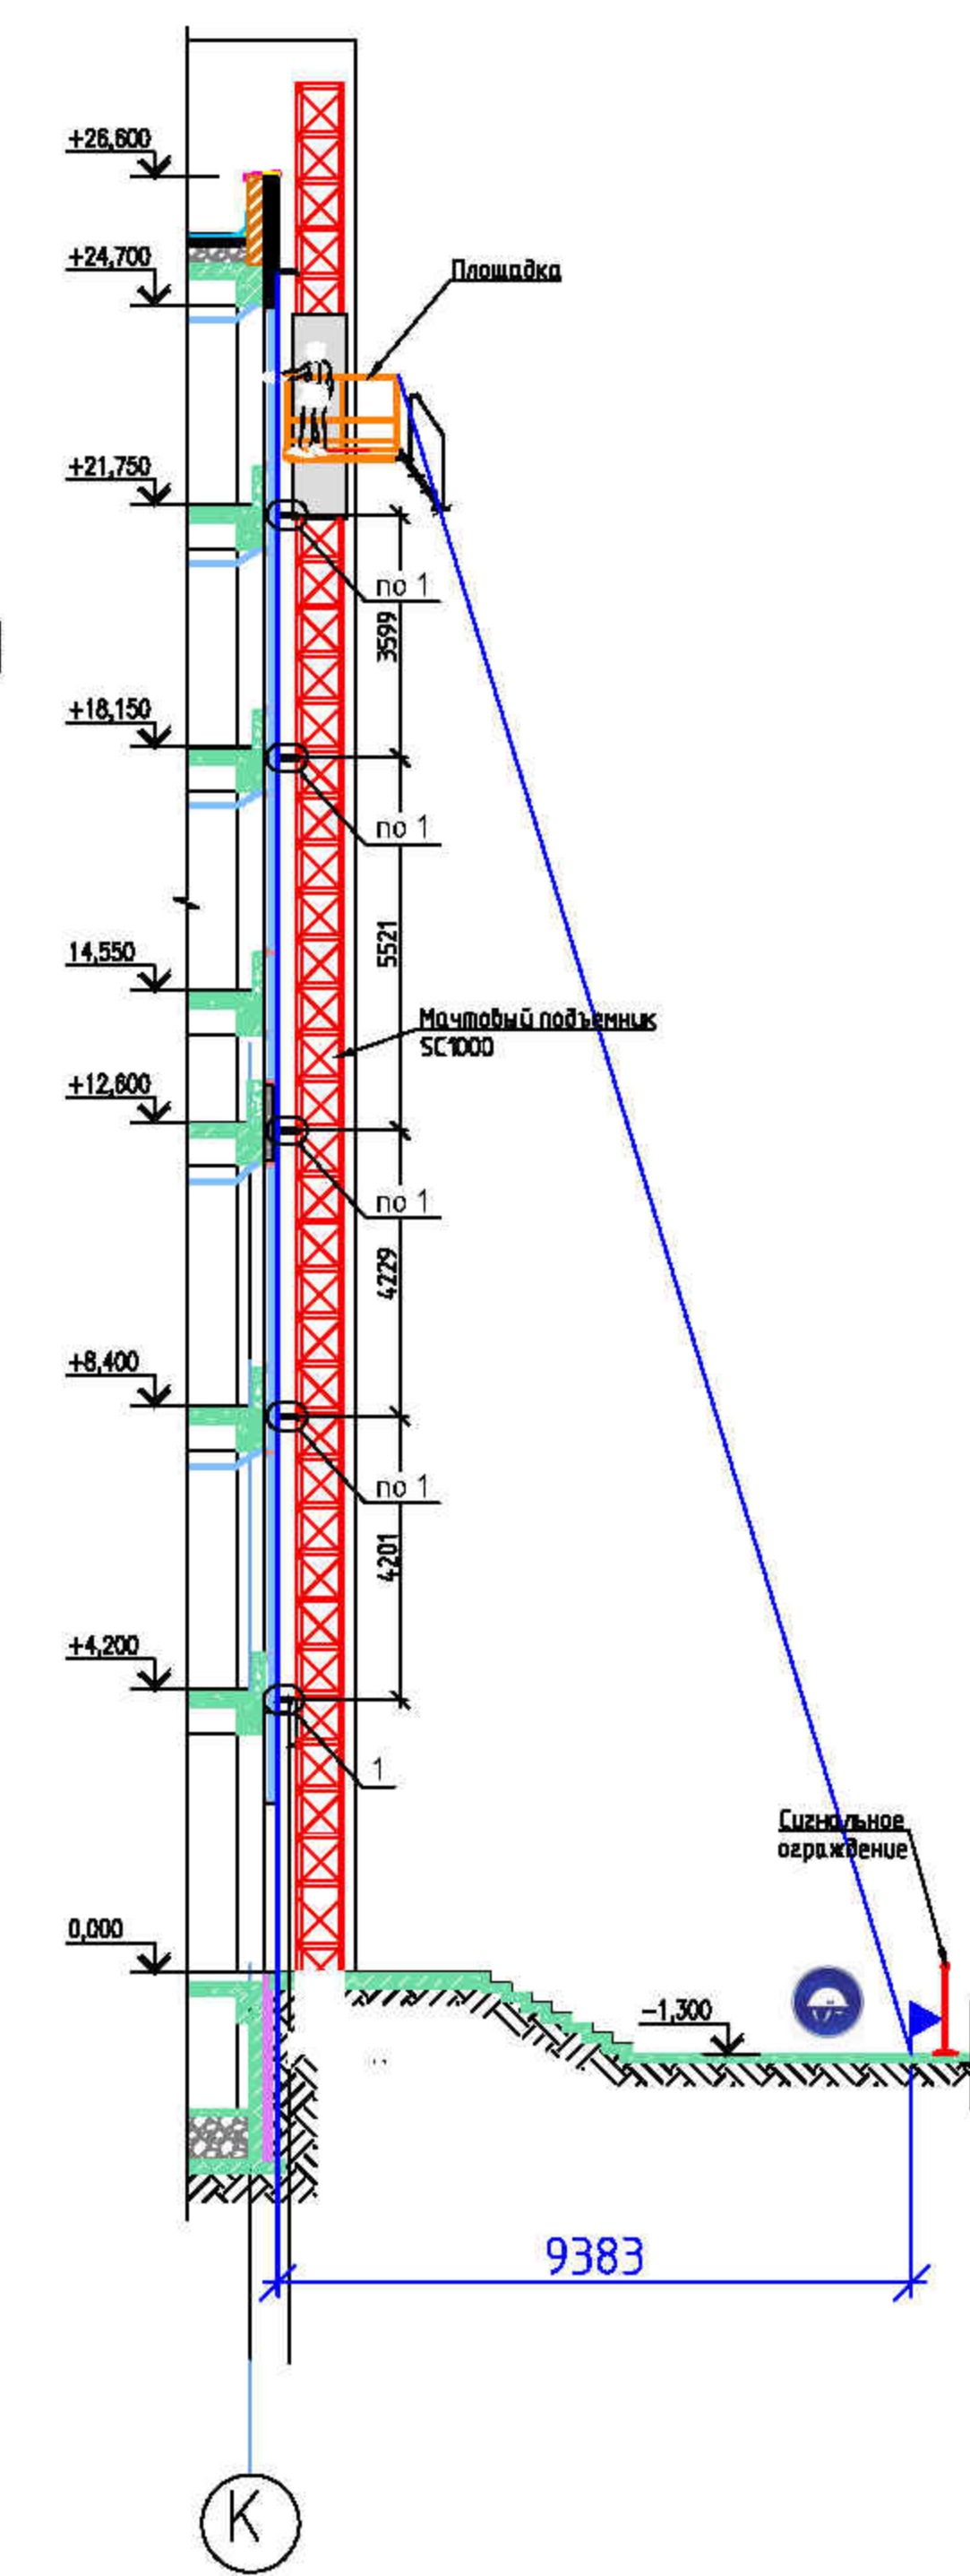 +26,600
+24,700
Площадка
+21,750
по 1
3599
+18,150
по 1
5521
14,550
Мачтовый подъемник
SC1000
+12,600
по 1
4229
+8,400
по 1
4201
+4,200
1
Сигнальное
ограждение
0,000
-1,300
9383
К